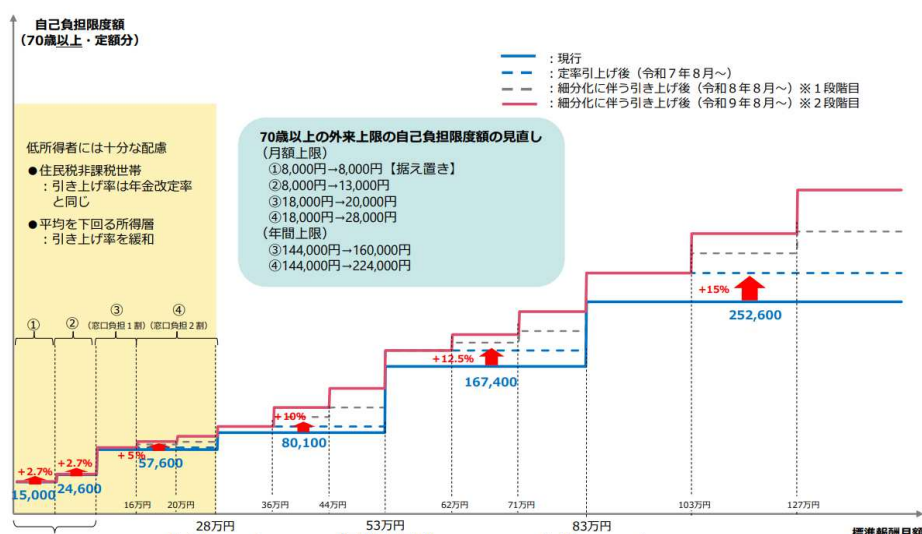 自己負担限度額
(70歳以上・定額分)
:現行
:定率引上げ後(令和7年8月~)
:細分化に伴う引き上げ後(令和8年8月~)※1段階目
:細分化に伴う引き上げ後(令和9年8月~)※2段階目
低所得者には十分な配慮
●住民税非課税世帯
:引き上げ率は年金改定率
と同じ
●平均を下回る所得層
:引き上げ率を緩和
70歳以上の外来上限の自己負担限度額の見直し
(月額上限)
①8,000円→8,000円【据え置き】
②8,000円→13,000円
③18,000円→20,000円
④18,000円→28,000円
(年間上限)
③144,000円→160,000円
④144,000円→224,000円
①
②
③
(窓口負担1割)
④
(窓口負担2割)
+2.7%
15,000
+2.7%
24,600
+5%
57,600
+10%
80,100
+12.5%
167,400
+15%
252,600
16万円
20万円
28万円
36万円
44万円
53万円
62万円
71万円
83万円
103万円
127万円
標準報酬月額